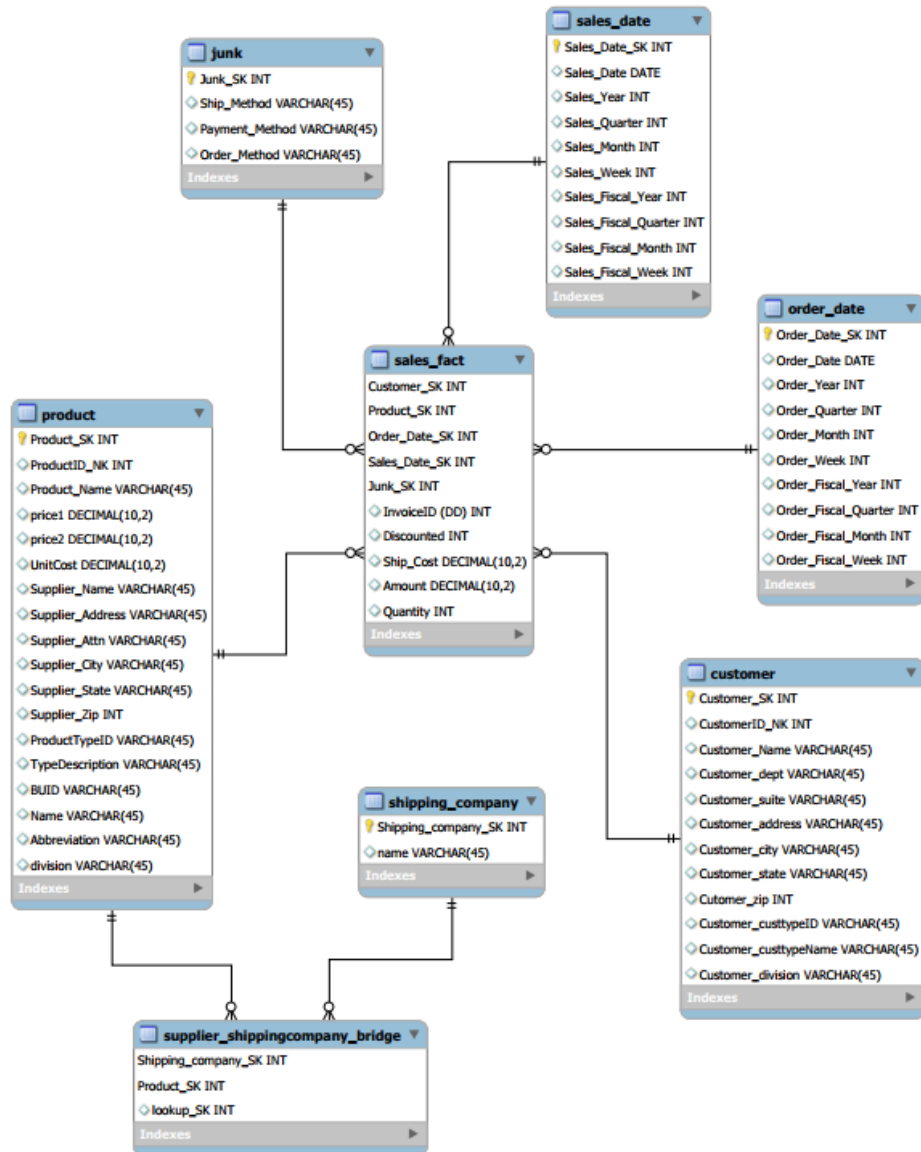 junk
Junk_SK INT
Ship_Method VARCHAR(45)
Payment_Method VARCHAR(45)
Order_Method VARCHAR(45)
Indexes
sales_date
Sales_Date_SK INT
Sales_Date DATE
Sales_Year INT
Sales_Quarter INT
Sales_Month INT
Sales_Week INT
Sales_Fiscal_Year INT
Sales_Fiscal_Quarter INT
Sales_Fiscal_Month INT
Sales_Fiscal_Week INT
Indexes
order_date
Order_Date_SK INT
Order_Date DATE
Order_Year INT
Order_Quarter INT
Order_Month INT
Order_Week INT
Order_Fiscal_Year INT
Order_Fiscal_Quarter INT
Order_Fiscal_Month INT
Order_Fiscal_Week INT
Indexes
sales_fact
Customer_SK INT
Product_SK INT
Order_Date_SK INT
Sales_Date_SK INT
Junk_SK INT
InvoiceID (DD) INT
Discounted INT
Ship_Cost DECIMAL(10,2)
Amount DECIMAL(10,2)
Quantity INT
Indexes
product
Product_SK INT
ProductID_NK INT
Product_Name VARCHAR(45)
price1 DECIMAL(10,2)
price2 DECIMAL(10,2)
UnitCost DECIMAL(10,2)
Supplier_Name VARCHAR(45)
Supplier_Address VARCHAR(45)
Supplier_Attn VARCHAR(45)
Supplier_City VARCHAR(45)
Supplier_State VARCHAR(45)
Supplier_Zip INT
ProductTypeID VARCHAR(45)
TypeDescription VARCHAR(45)
BUID VARCHAR(45)
Name VARCHAR(45)
Abbreviation VARCHAR(45)
division VARCHAR(45)
Indexes
customer
Customer_SK INT
CustomerID_NK INT
Customer_Name VARCHAR(45)
Customer_dept VARCHAR(45)
Customer_suite VARCHAR(45)
Customer_address VARCHAR(45)
Customer_city VARCHAR(45)
Customer_state VARCHAR(45)
Cutomer_zip INT
Customer_custtypeID VARCHAR(45)
Customer_custtypeName VARCHAR(45)
Customer_division VARCHAR(45)
Indexes
shipping_company
Shipping_company_SK INT
name VARCHAR(45)
Indexes
supplier_shippingcompany_bridge
Shipping_company_SK INT
Product_SK INT
lookup_SK INT
Indexes